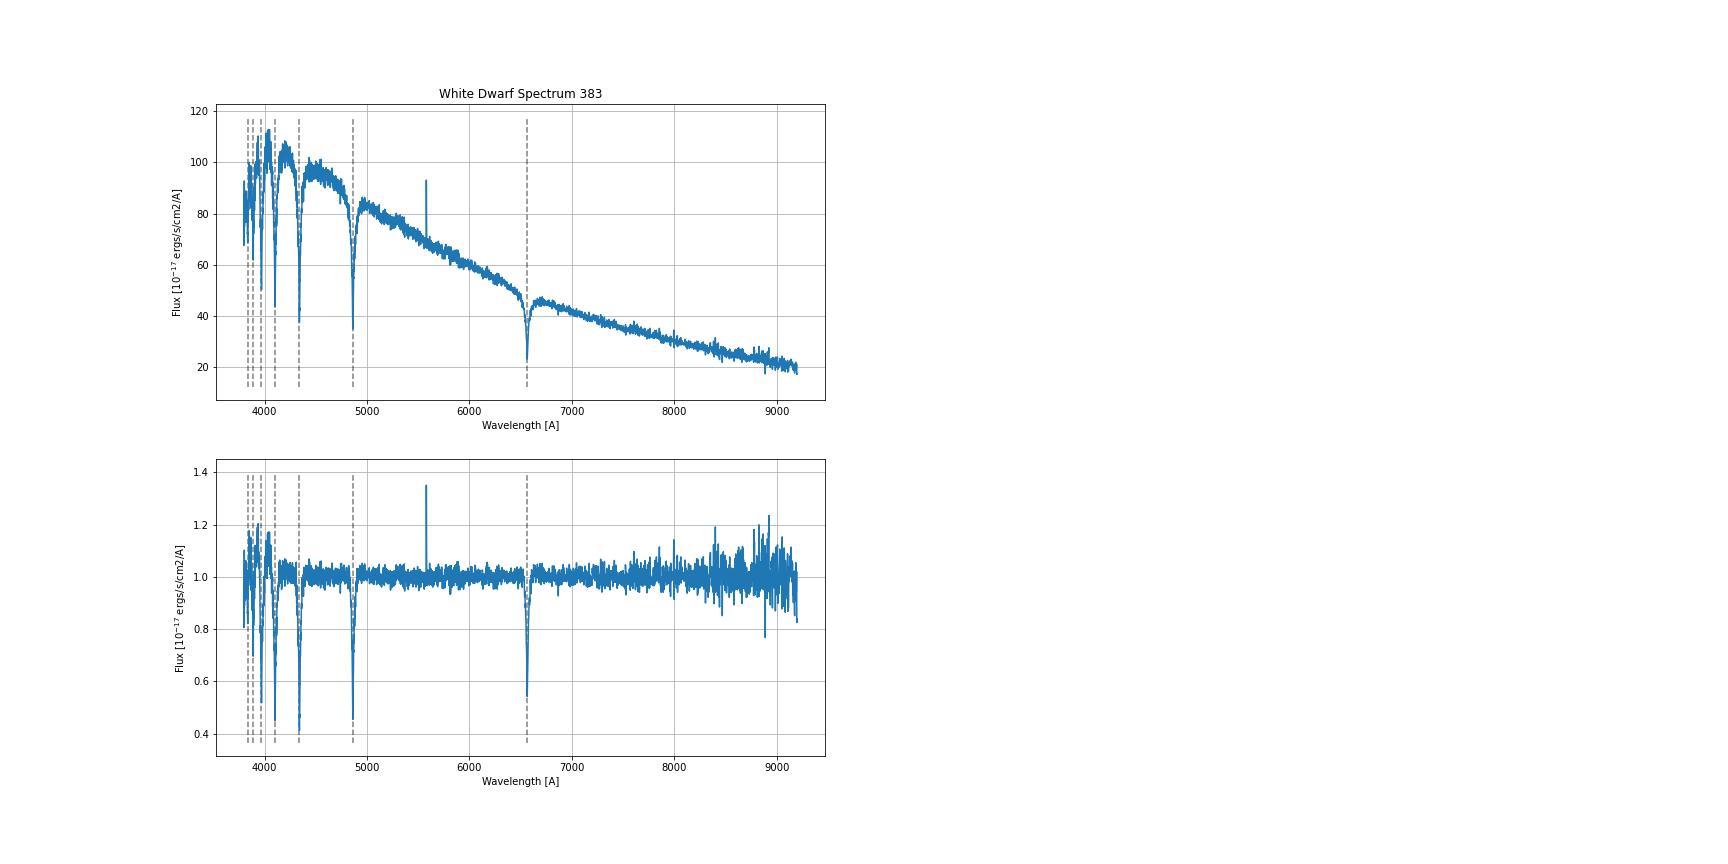 White Dwarf Spectrum 383
120
100
80
60
40
20
Flux [10⁻¹⁷ ergs/s/cm2/A]
4000 5000 6000 7000 8000 9000
Wavelength [A]
1.4
1.2
1.0
0.8
0.6
0.4
Flux [10⁻¹⁷ ergs/s/cm2/A]
4000 5000 6000 7000 8000 9000
Wavelength [A]